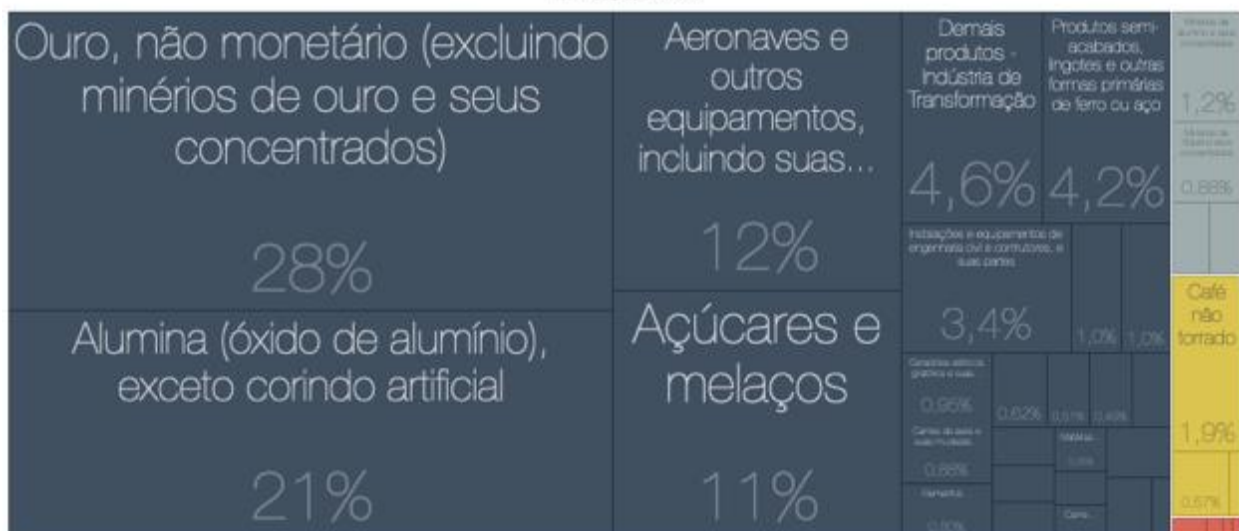 Ouro, não monetário (excluindo
minérios de ouro e seus
concentrados)
28%
Alumina (óxido de alumínio),
exceto corindo artificial
21%
Aeronaves e
outros
equipamentos,
incluindo suas...
12%
Açúcares e
melaços
11%
Demais
produtos -
Indústria de
Transformação
4,6%
Produtos semi-
acabados,
lingotes e outras
formas primárias
de ferro ou aço
4,2%
Instalações e equipamentos de
engenharia civil e construtores, e
suas partes
3,4%
1,0%
1,0%
0,95%
0,62%
0,88%
1,2%
0,88%
Café
não
torrado
1,9%
0,67%